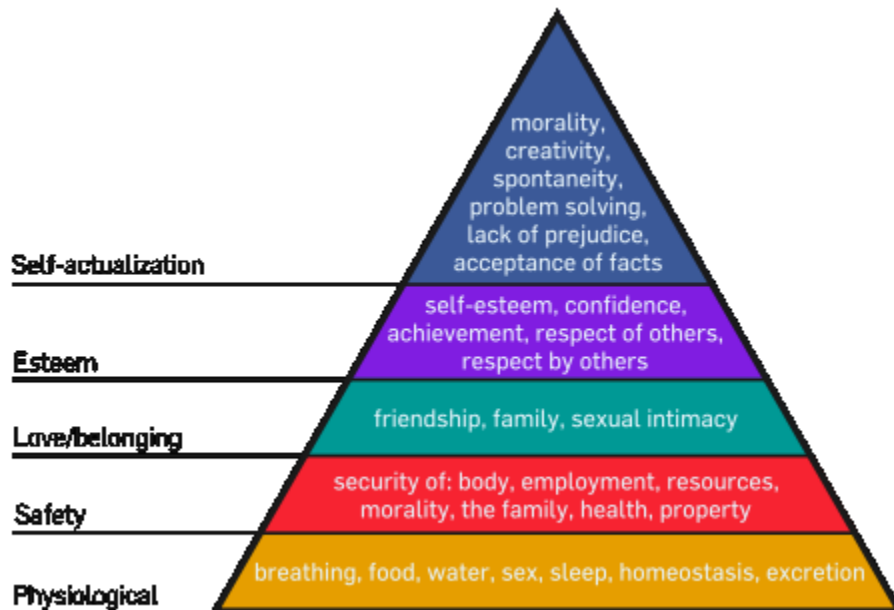 morality,
creativity,
spontaneity,
problem solving,
lack of prejudice,
acceptance of facts
Self-actualization
self-esteem, confidence,
achievement, respect of others,
respect by others
Esteem
friendship, family, sexual intimacy
Love/belonging
security of: body, employment, resources,
morality, the family, health, property
Safety
breathing, food, water, sex, sleep, homeostasis, excretion
Physiological